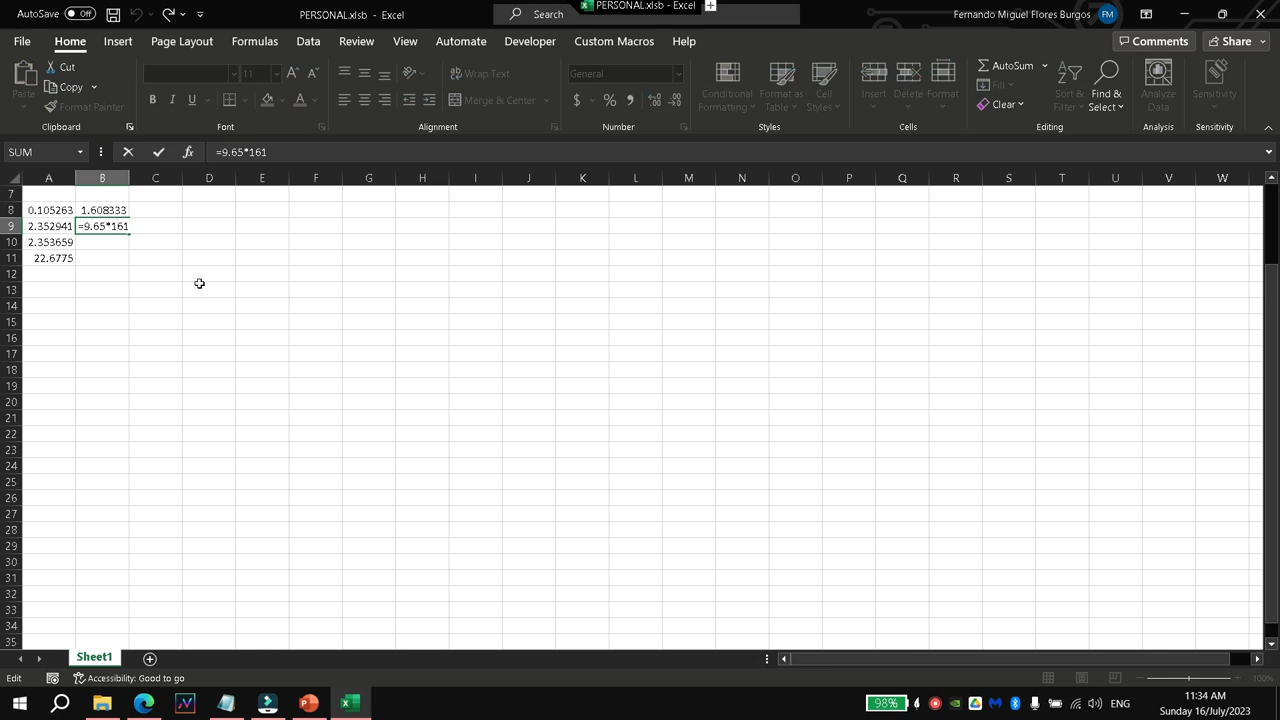 AutoSave Off PERSONAL.xlsb - Excel Search PERSONAL.xlsb - Excel Fernando Miguel Flores Burgos FM
File Home Insert Page Layout Formulas Data Review View Automate Developer Custom Macros Help Comments Share
Paste Cut Copy Format Painter Clipboard
11 B I U A Font
Wrap Text Merge & Center Alignment
General $ % Number
Conditional Formatting Format as Table Cell Styles Styles
Insert Delete Format Cells
AutoSum Fill Clear Sort & Filter Find & Select Editing
Analyze Data Analysis
Sensitivity Sensitivity
SUM fx =9.65*161
A B C D E F G H I J K L M N O P Q R S T U V W
7
8 0.105263 1.608333
9 2.352941 =9.65*161
10 2.353659
11 22.6775
12
13
14
15
16
17
18
19
20
21
22
23
24
25
26
27
28
29
30
31
32
33
34
35
Sheet1
Edit Accessibility: Good to go 100%
98% ENG 11:34 AM
Sunday 16/July/2023